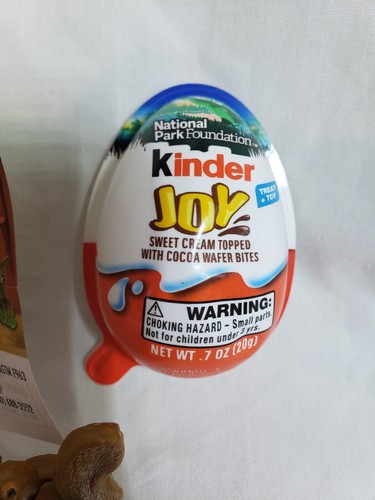 National
Park Foundation™
Kinder
JOY
TREAT
+ TOY
SWEET CREAM TOPPED
WITH COCOA WAFER BITES
WARNING:
CHOKING HAZARD – Small parts.
Not for children under 3 yrs.
NET WT .7 OZ (20g)